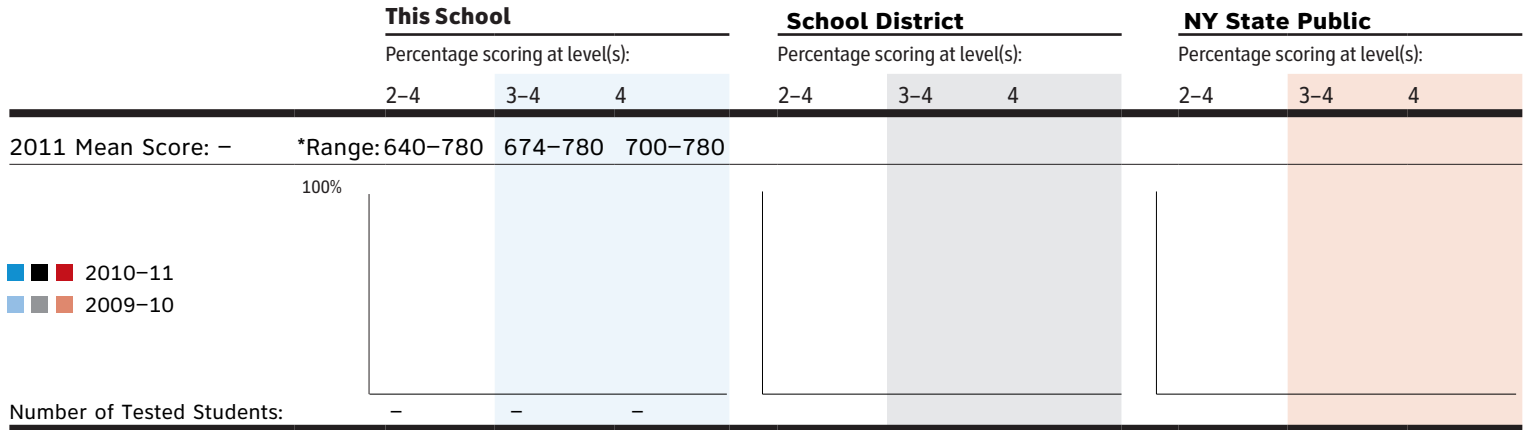 This School School District NY State Public
Percentage scoring at level(s): Percentage scoring at level(s): Percentage scoring at level(s):
2–4 3–4 4 2–4 3–4 4 2–4 3–4 4
2011 Mean Score: – *Range: 640–780 674–780 700–780
100%
2010–11
2009–10
Number of Tested Students: – – –